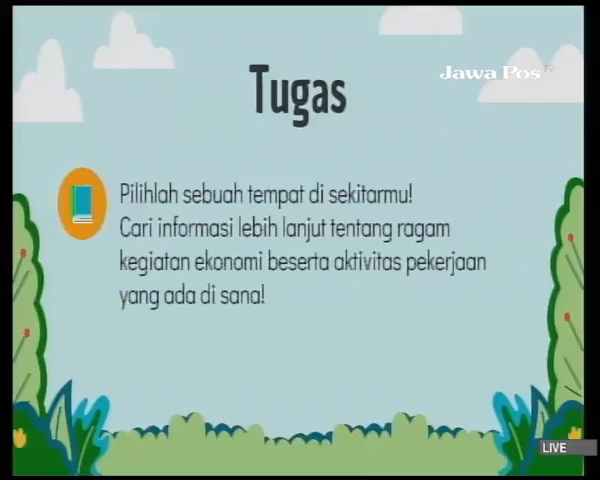 Tugas
Jawa Pos TV
Pilihlah sebuah tempat di sekitarmu!
Cari informasi lebih lanjut tentang ragam
kegiatan ekonomi beserta aktivitas pekerjaan
yang ada di sana!
LIVE